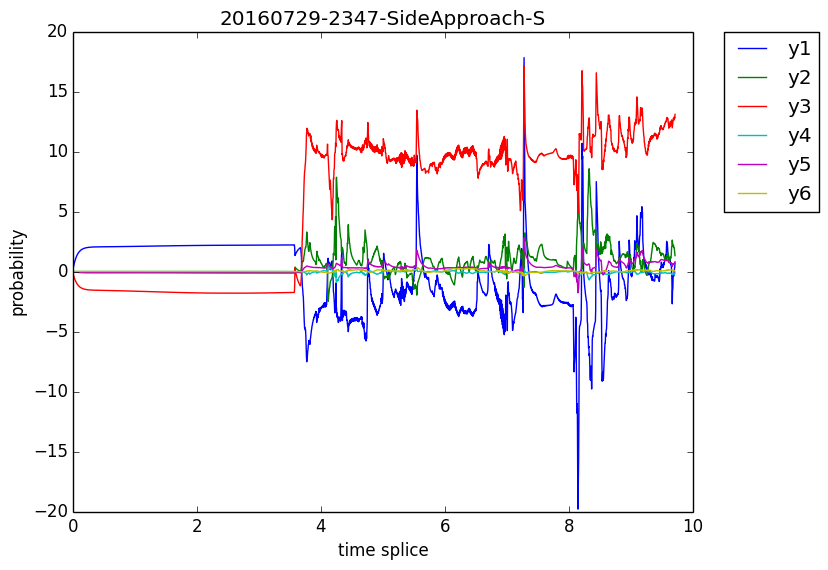 20160729-2347-SideApproach-S
probability
20
15
10
5
0
−5
−10
−15
−20
0 2 4 6 8 10
time splice
y1
y2
y3
y4
y5
y6